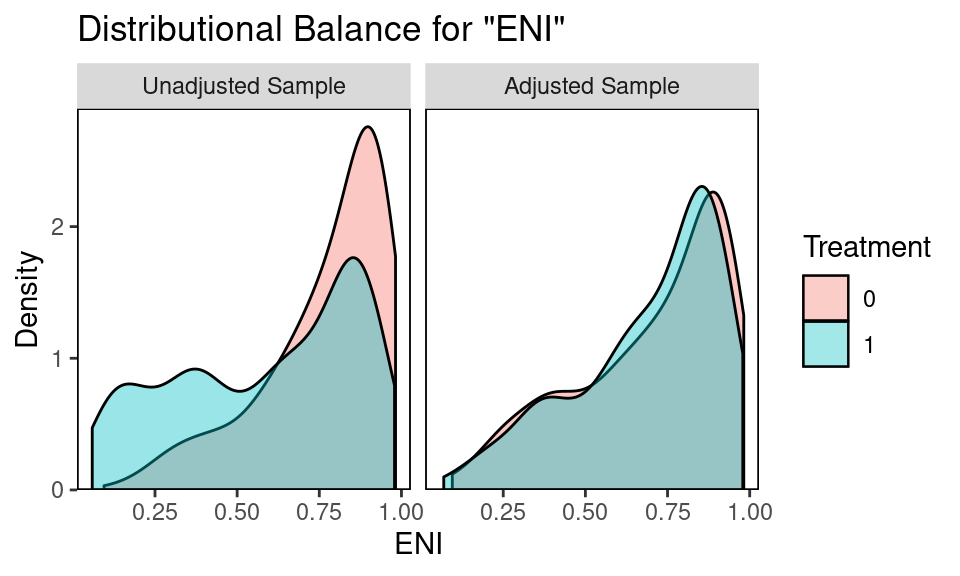 Distributional Balance for "ENI"
Unadjusted Sample
Adjusted Sample
Density
2
1
0
0.25 0.50 0.75 1.00
0.25 0.50 0.75 1.00
ENI
Treatment
0
1